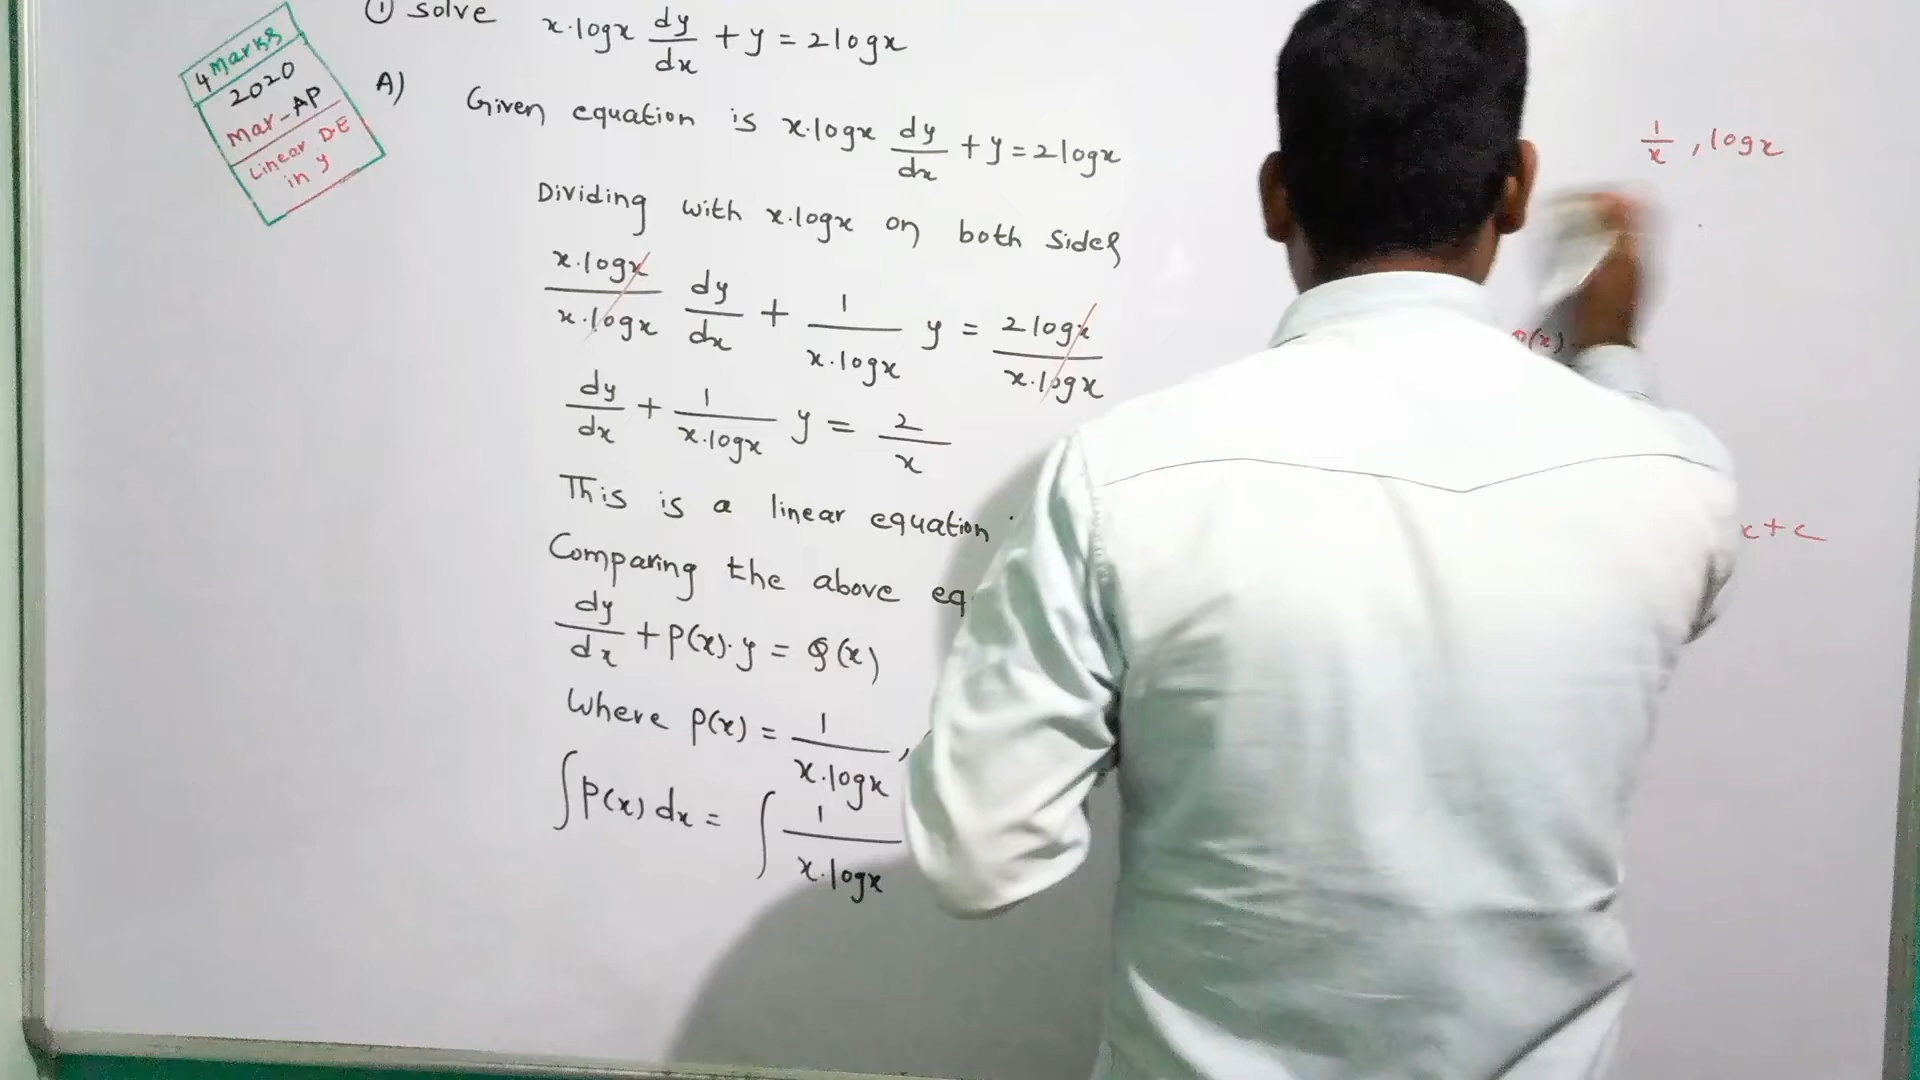 4 Marks
2020
Mar-AP
Linear D.E
in y
① Solve x·logx dy/dx + y = 2logx
A) Given equation is x·logx dy/dx + y = 2logx
Dividing with x·logx on both sides
x·logx/x·logx dy/dx + 1/x·logx y = 2logx/x·logx
dy/dx + 1/x·logx y = 2/x
This is a linear equation
Comparing the above eq
dy/dx + p(x)·y = Q(x)
Where p(x) = 1/x·logx ,
∫p(x) dx = ∫ 1/x·logx
1/x , logx
x+c